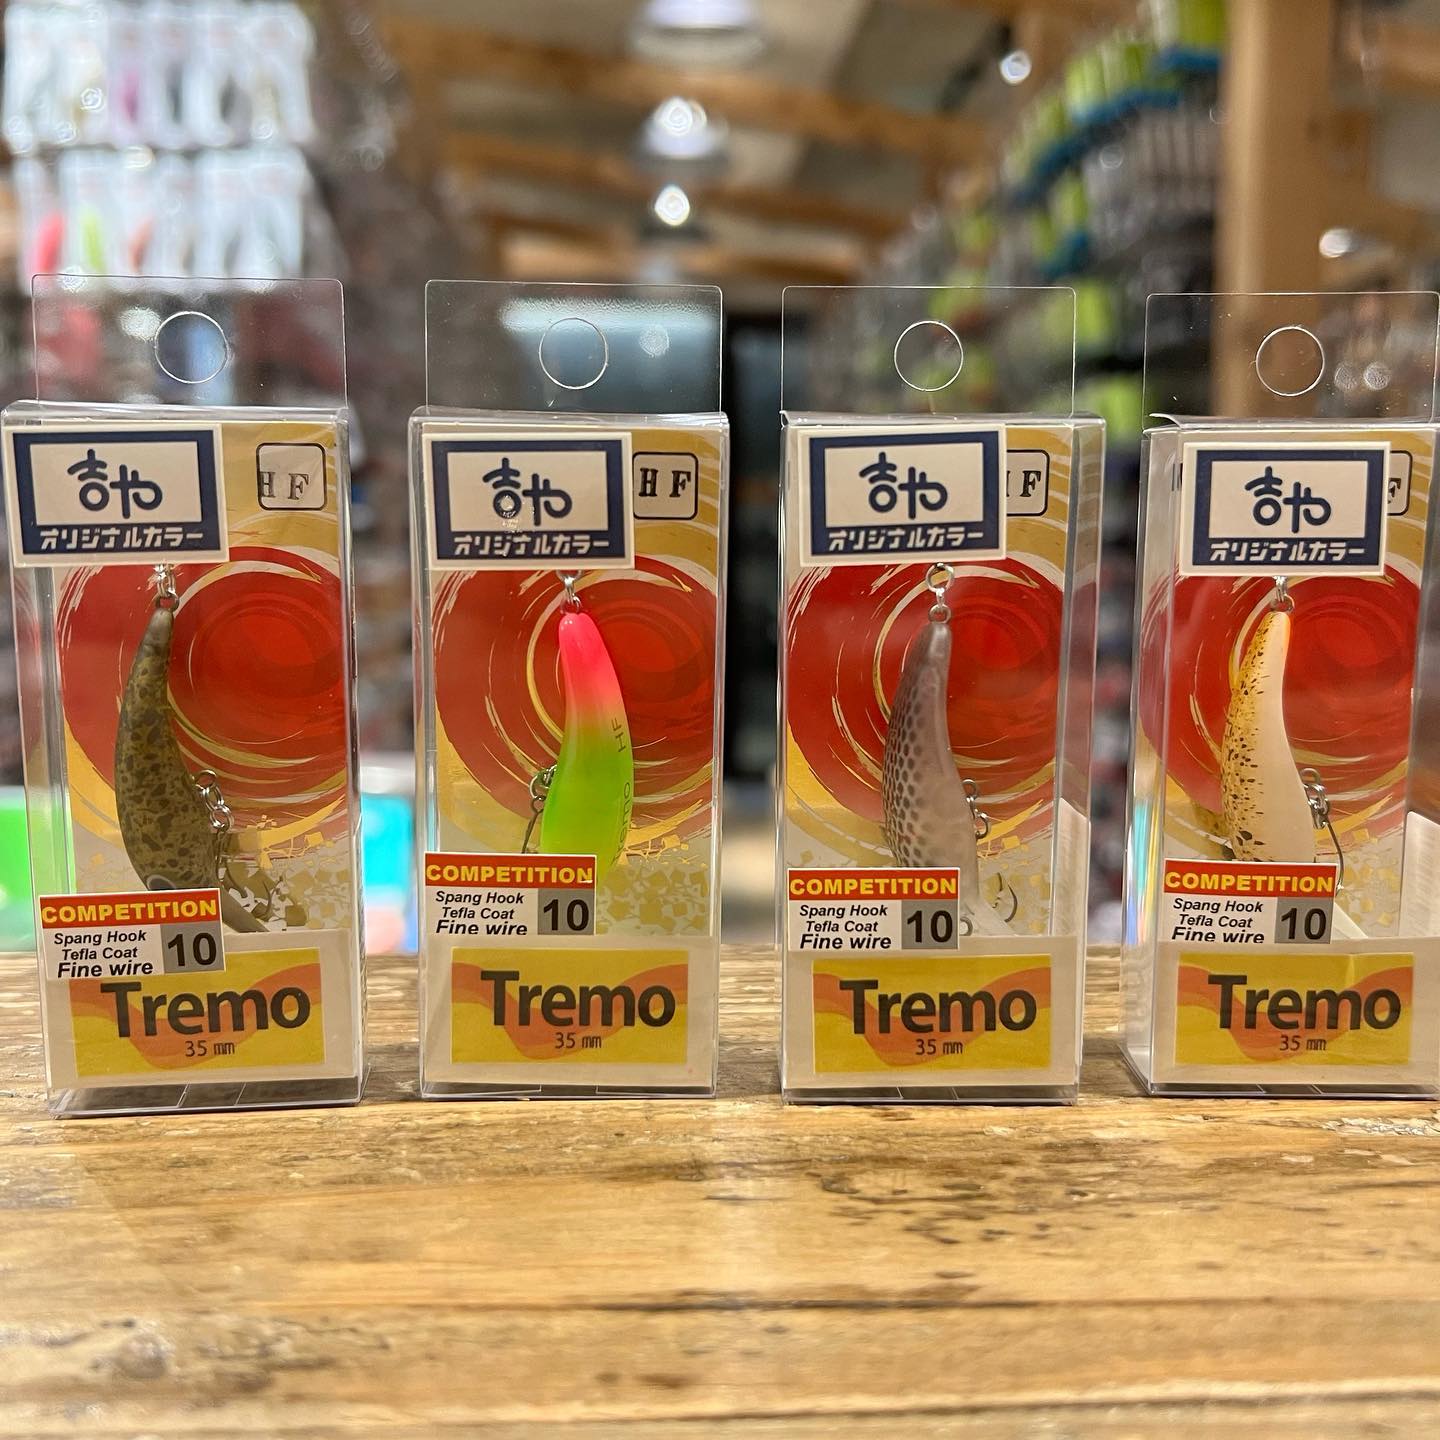 吉や
オリジナルカラー
HF
COMPETITION
Spang Hook
Tefla Coat
Fine wire
10
Tremo
35 mm
吉や
オリジナルカラー
HF
HF
COMPETITION
Spang Hook
Tefla Coat
Fine wire
10
Tremo
35 mm
吉や
オリジナルカラー
F
COMPETITION
Spang Hook
Tefla Coat
Fine wire
10
Tremo
35 mm
吉や
オリジナルカラー
F
COMPETITION
Spang Hook
Tefla Coat
Fine wire
10
Tremo
35 mm